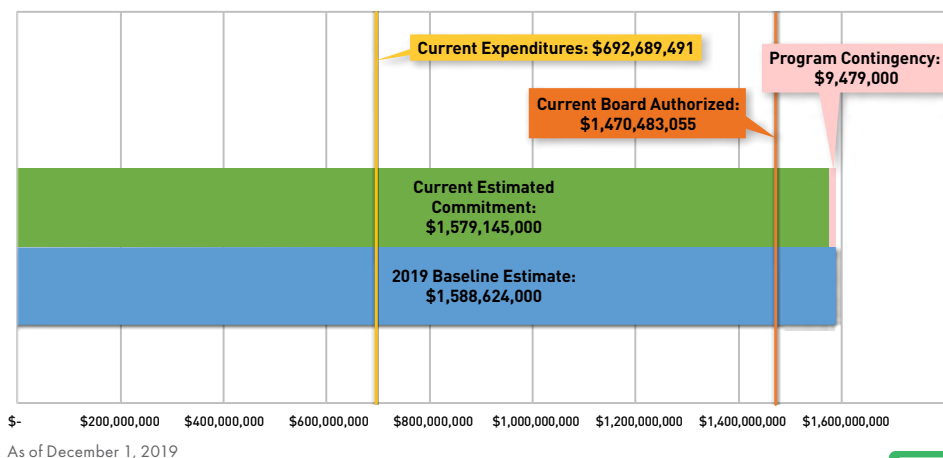 Current Expenditures: $692,689,491
Program Contingency:
$9,479,000
Current Board Authorized:
$1,470,483,055
Current Estimated
Commitment:
$1,579,145,000
2019 Baseline Estimate:
$1,588,624,000
$- $200,000,000 $400,000,000 $600,000,000 $800,000,000 $1,000,000,000 $1,200,000,000 $1,400,000,000 $1,600,000,000
As of December 1, 2019